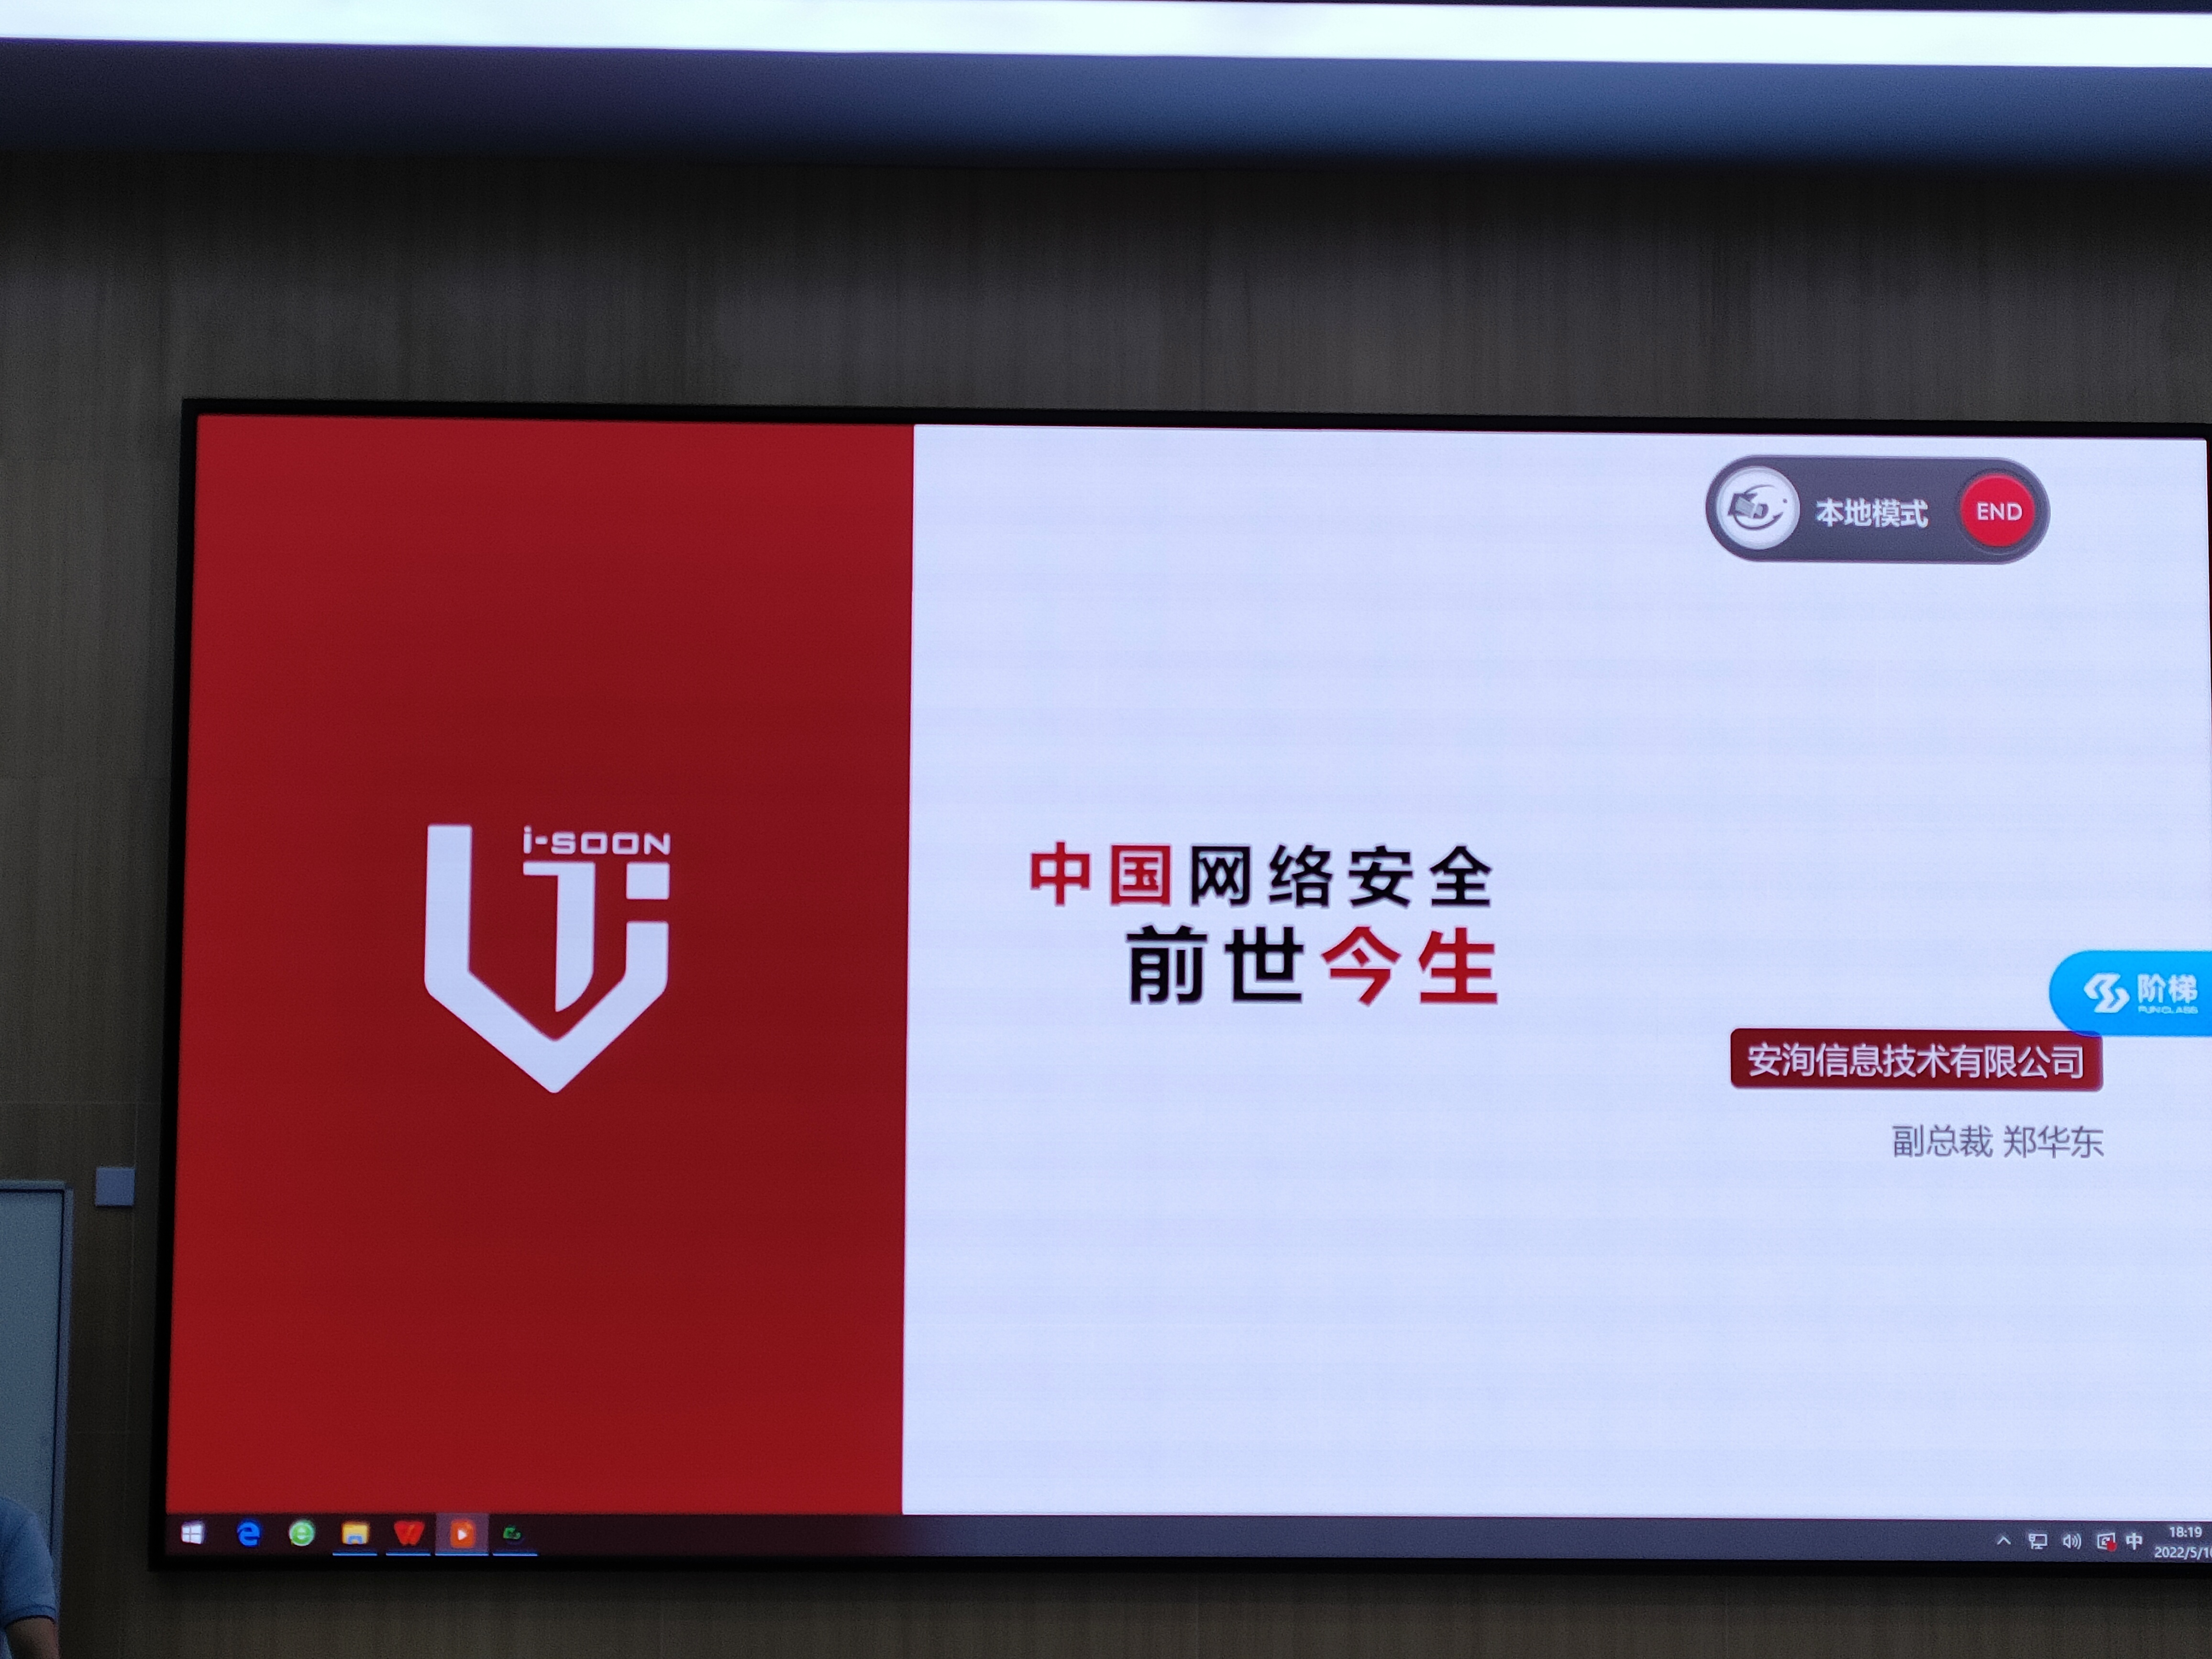 本地模式 END
i-SOON
中国网络安全
前世今生
阶梯
FUNCLASS
安洵信息技术有限公司
副总裁 郑华东
中 18:19
2022/5/1